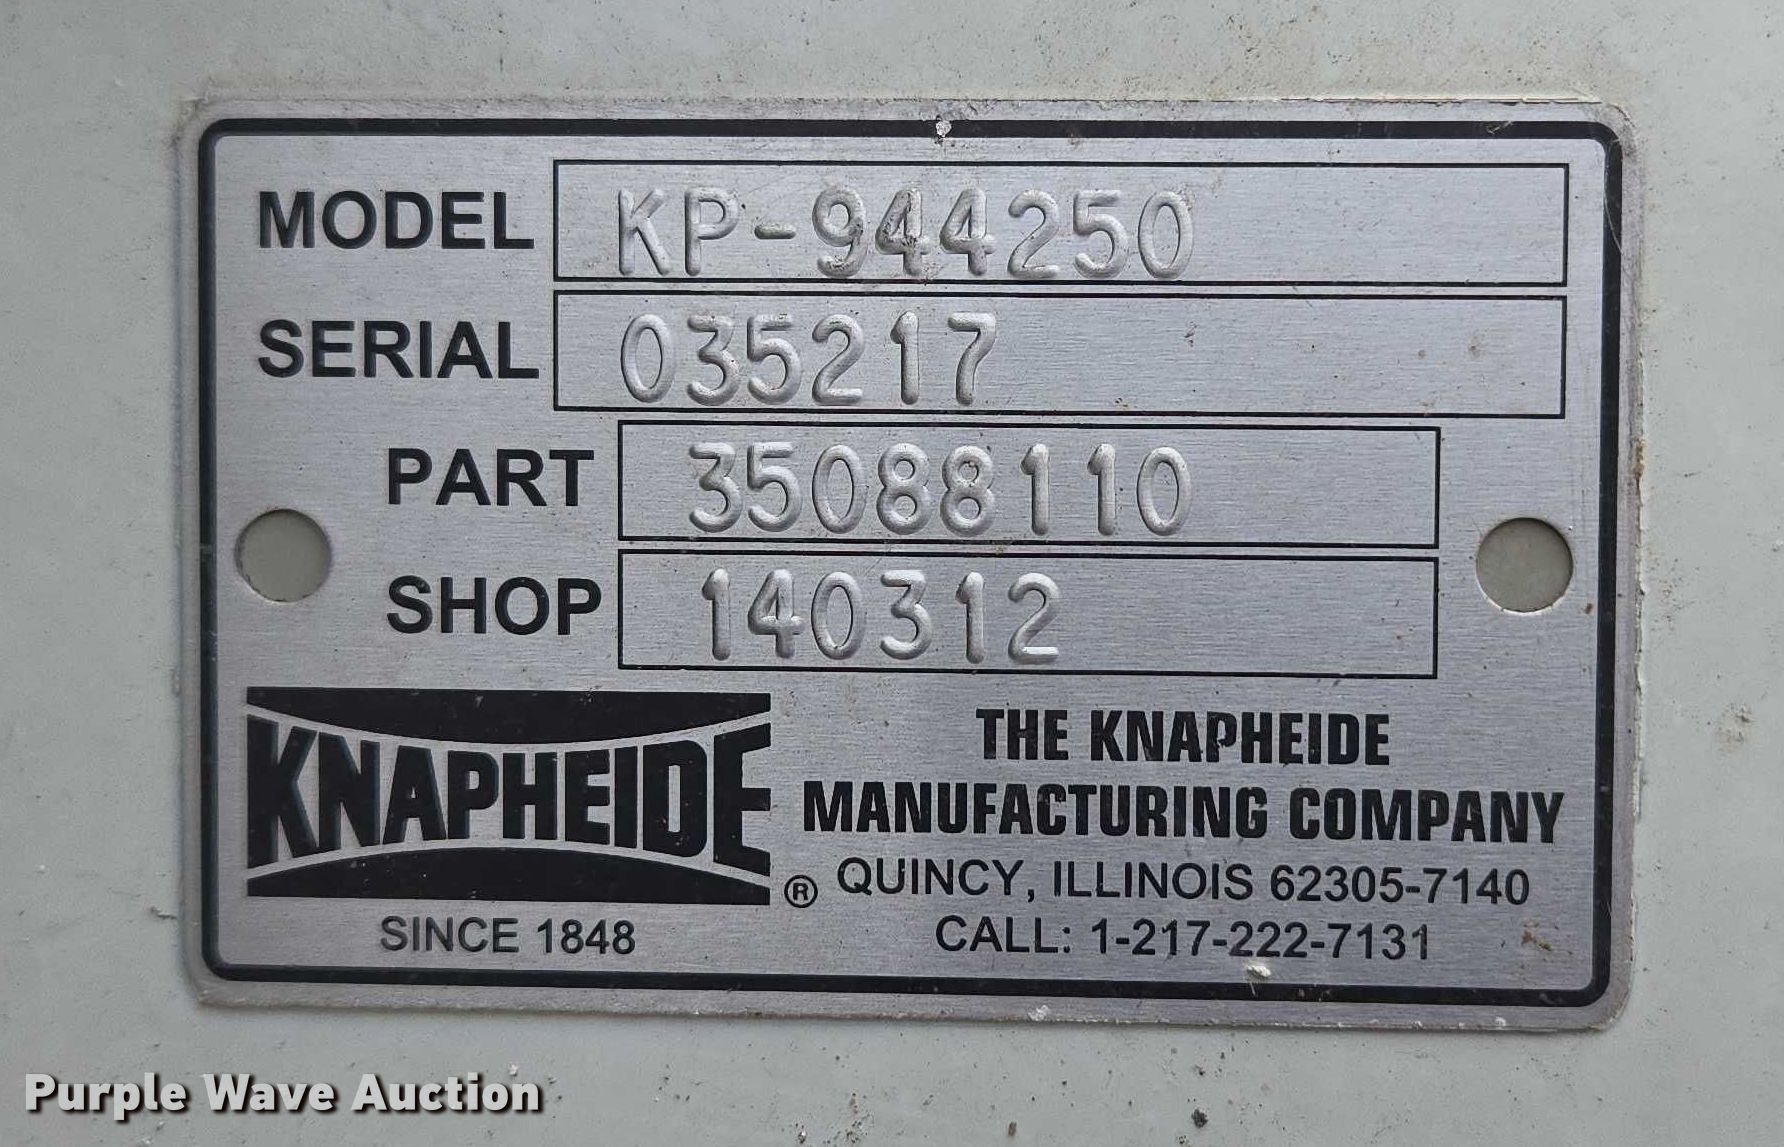 MODEL KP-944250
SERIAL 035217
PART 35088110
SHOP 140312
KNAPHEIDE ®
SINCE 1848
THE KNAPHEIDE
MANUFACTURING COMPANY
QUINCY, ILLINOIS 62305-7140
CALL: 1-217-222-7131
Purple Wave Auction